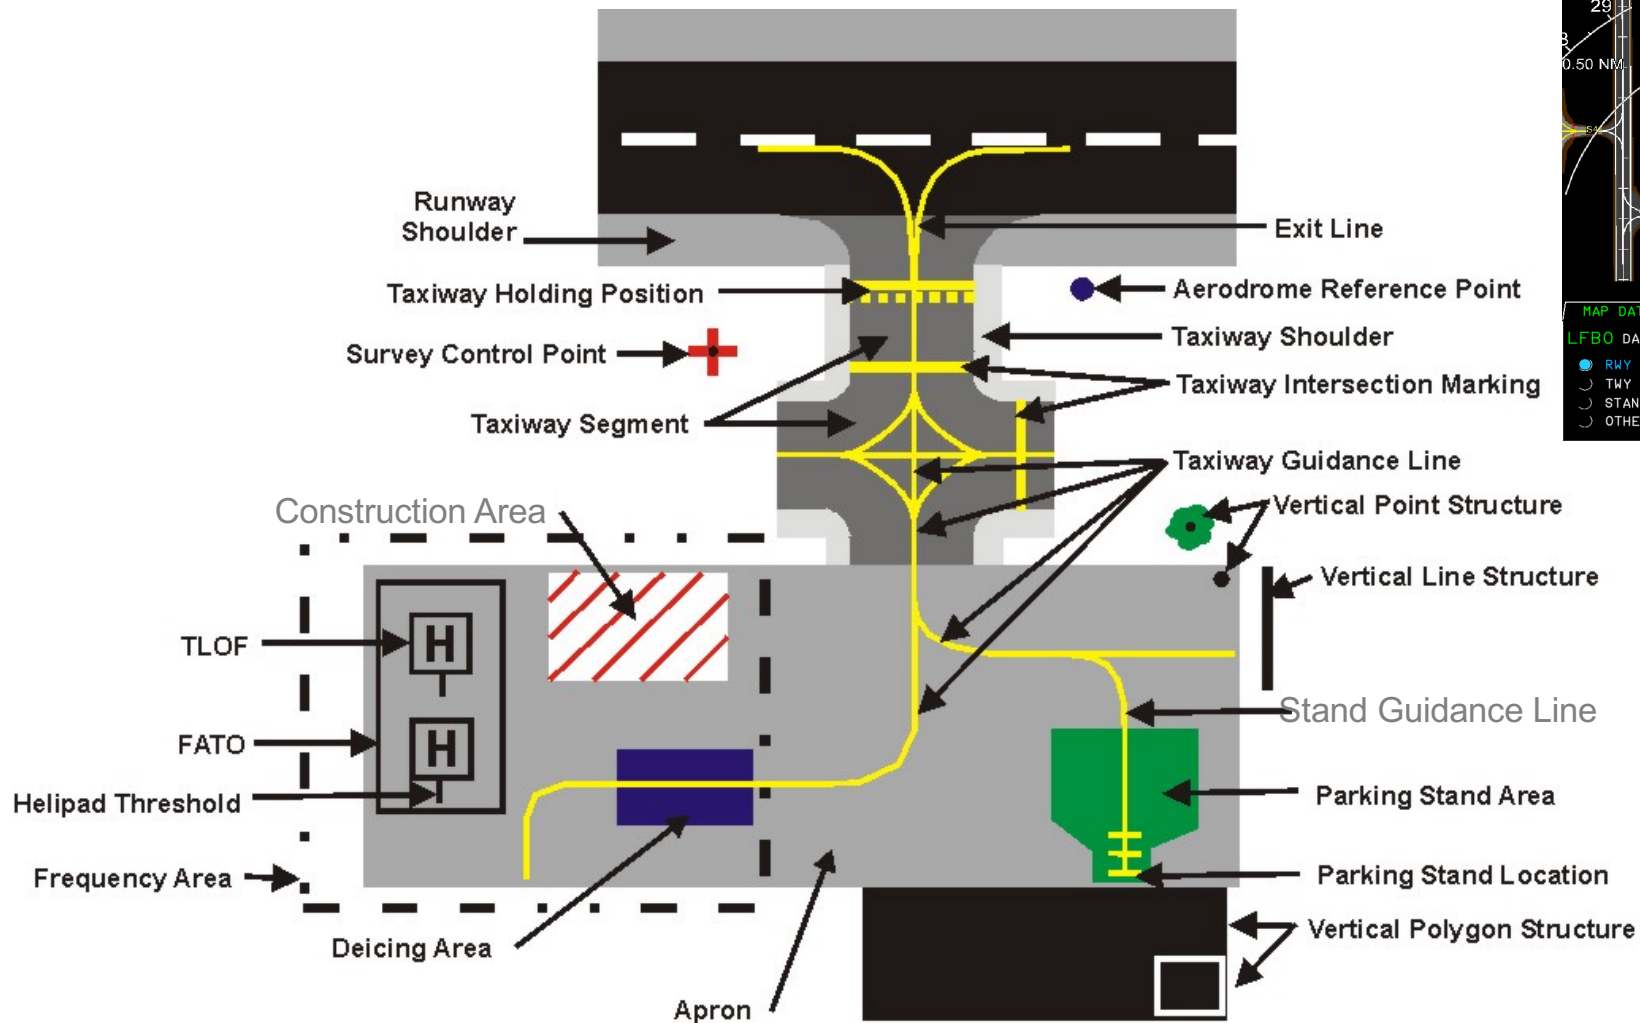 29
0.50 NM
S4
Runway
Shoulder
Exit Line
Taxiway Holding Position
Aerodrome Reference Point
MAP DAT
LFBO DA
RWY
TWY
STAN
OTHE
Survey Control Point
Taxiway Shoulder
Taxiway Intersection Marking
Taxiway Segment
Taxiway Guidance Line
Construction Area
Vertical Point Structure
Vertical Line Structure
TLOF
H
Stand Guidance Line
FATO
H
Helipad Threshold
Parking Stand Area
Frequency Area
Parking Stand Location
Deicing Area
Vertical Polygon Structure
Apron